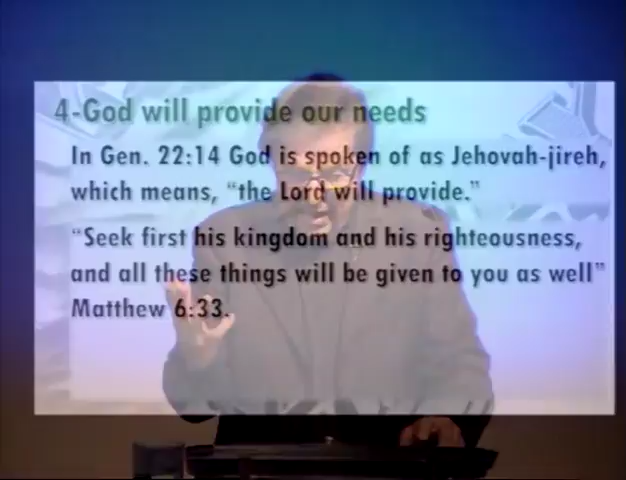 4-God will provide our needs
In Gen. 22:14 God is spoken of as Jehovah-jireh,
which means, “the Lord will provide.”
“Seek first his kingdom and his righteousness,
and all these things will be given to you as well”
Matthew 6:33.